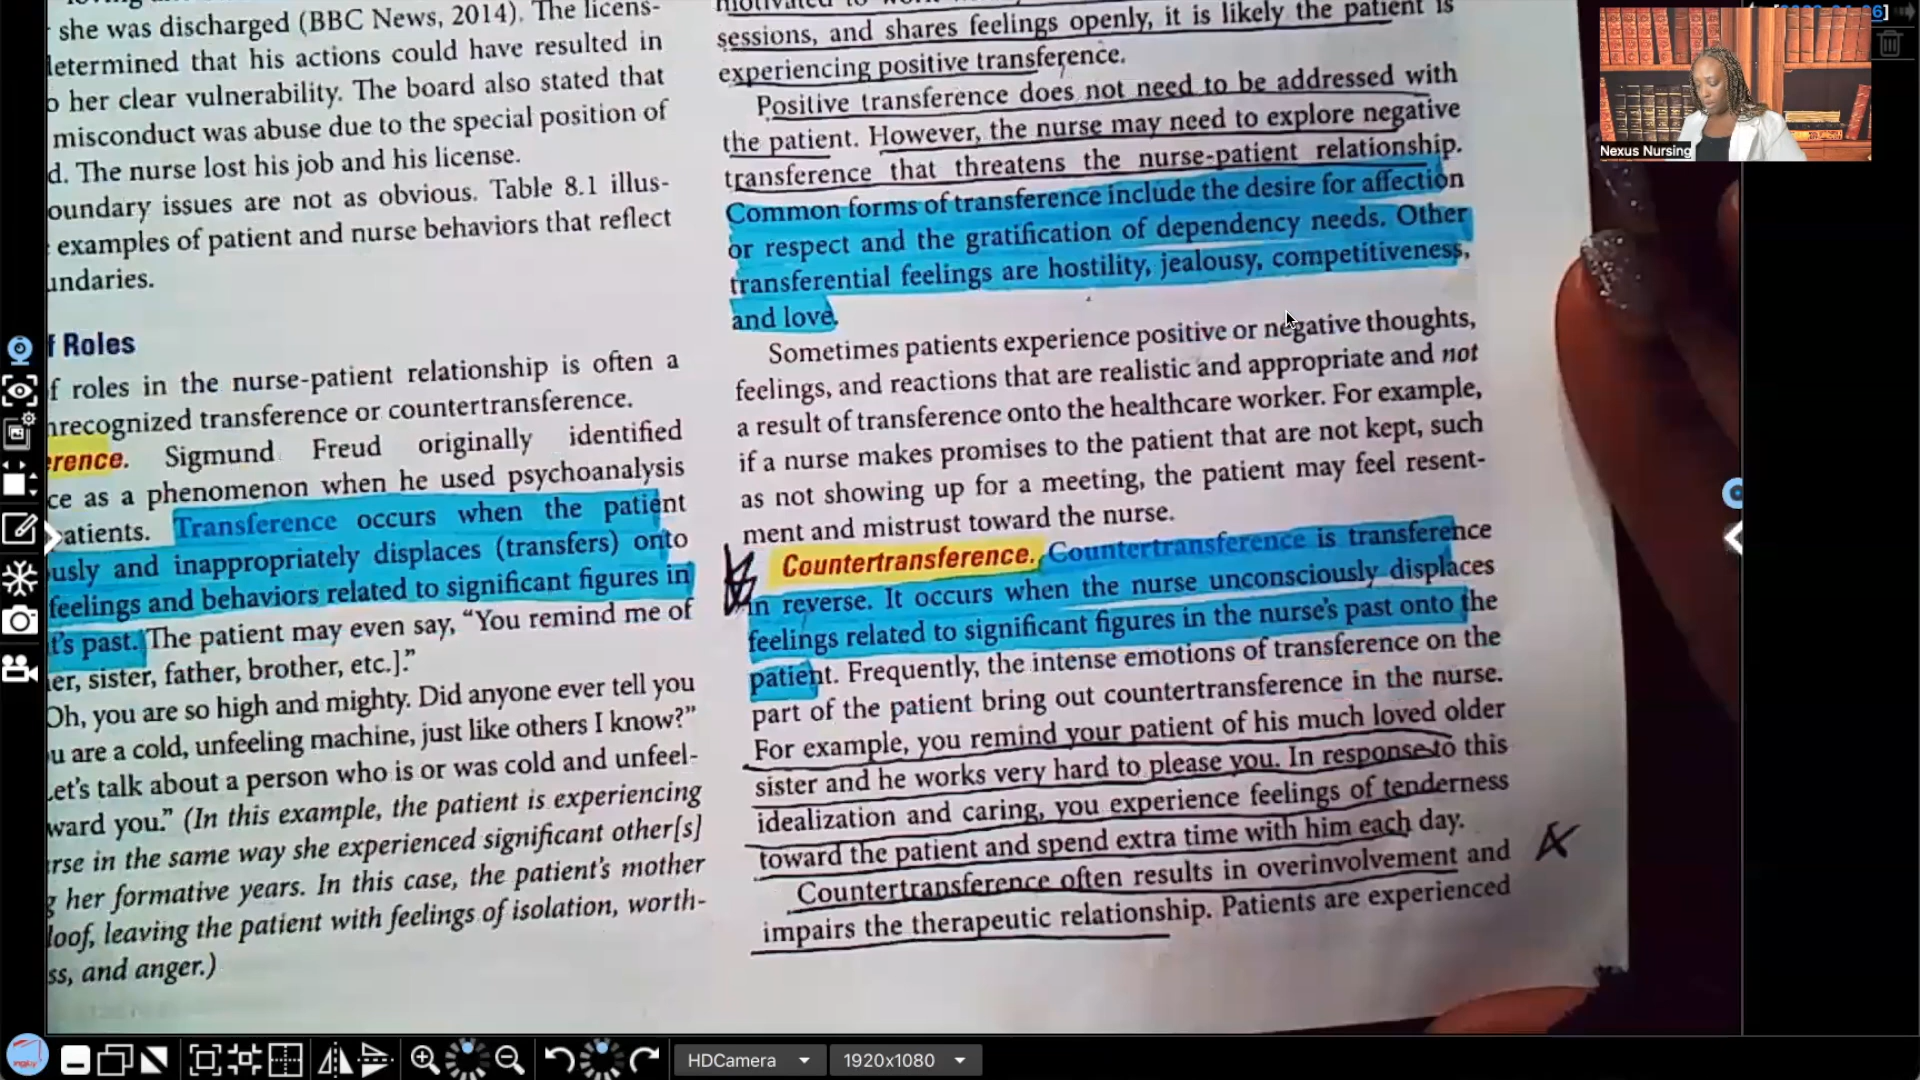 she was discharged (BBC News, 2014). The licens-
determined that his actions could have resulted in
her clear vulnerability. The board also stated that
misconduct was abuse due to the special position of
The nurse lost his job and his license.
boundary issues are not as obvious. Table 8.1 illus-
examples of patient and nurse behaviors that reflect
boundaries.
f Roles
f roles in the nurse-patient relationship is often a
unrecognized transference or countertransference.
erence. Sigmund Freud originally identified
ce as a phenomenon when he used psychoanalysis
patients. Transference occurs when the patient
ously and inappropriately displaces (transfers) onto
feelings and behaviors related to significant figures in
t's past. The patient may even say, “You remind me of
er, sister, father, brother, etc.].”
Oh, you are so high and mighty. Did anyone ever tell you
u are a cold, unfeeling machine, just like others I know?”
Let's talk about a person who is or was cold and unfeel-
ward you.” (In this example, the patient is experiencing
rse in the same way she experienced significant other[s]
g her formative years. In this case, the patient's mother
loof, leaving the patient with feelings of isolation, worth-
ss, and anger.)
motivated to work
sessions, and shares feelings openly, it is likely the patient is
experiencing positive transference.
Positive transference does not need to be addressed with
the patient. However, the nurse may need to explore negative
transference that threatens the nurse-patient relationship.
Common forms of transference include the desire for affection
or respect and the gratification of dependency needs. Other
transferential feelings are hostility, jealousy, competitiveness,
and love.
Sometimes patients experience positive or negative thoughts,
feelings, and reactions that are realistic and appropriate and not
a result of transference onto the healthcare worker. For example,
if a nurse makes promises to the patient that are not kept, such
as not showing up for a meeting, the patient may feel resent-
ment and mistrust toward the nurse.
Countertransference. Countertransference is transference
in reverse. It occurs when the nurse unconsciously displaces
feelings related to significant figures in the nurse's past onto the
patient. Frequently, the intense emotions of transference on the
part of the patient bring out countertransference in the nurse.
For example, you remind your patient of his much loved older
sister and he works very hard to please you. In response to this
idealization and caring, you experience feelings of tenderness
toward the patient and spend extra time with him each day.
Countertransference often results in overinvolvement and
impairs the therapeutic relationship. Patients are experienced
Nexus Nursing
HDCamera
1920x1080